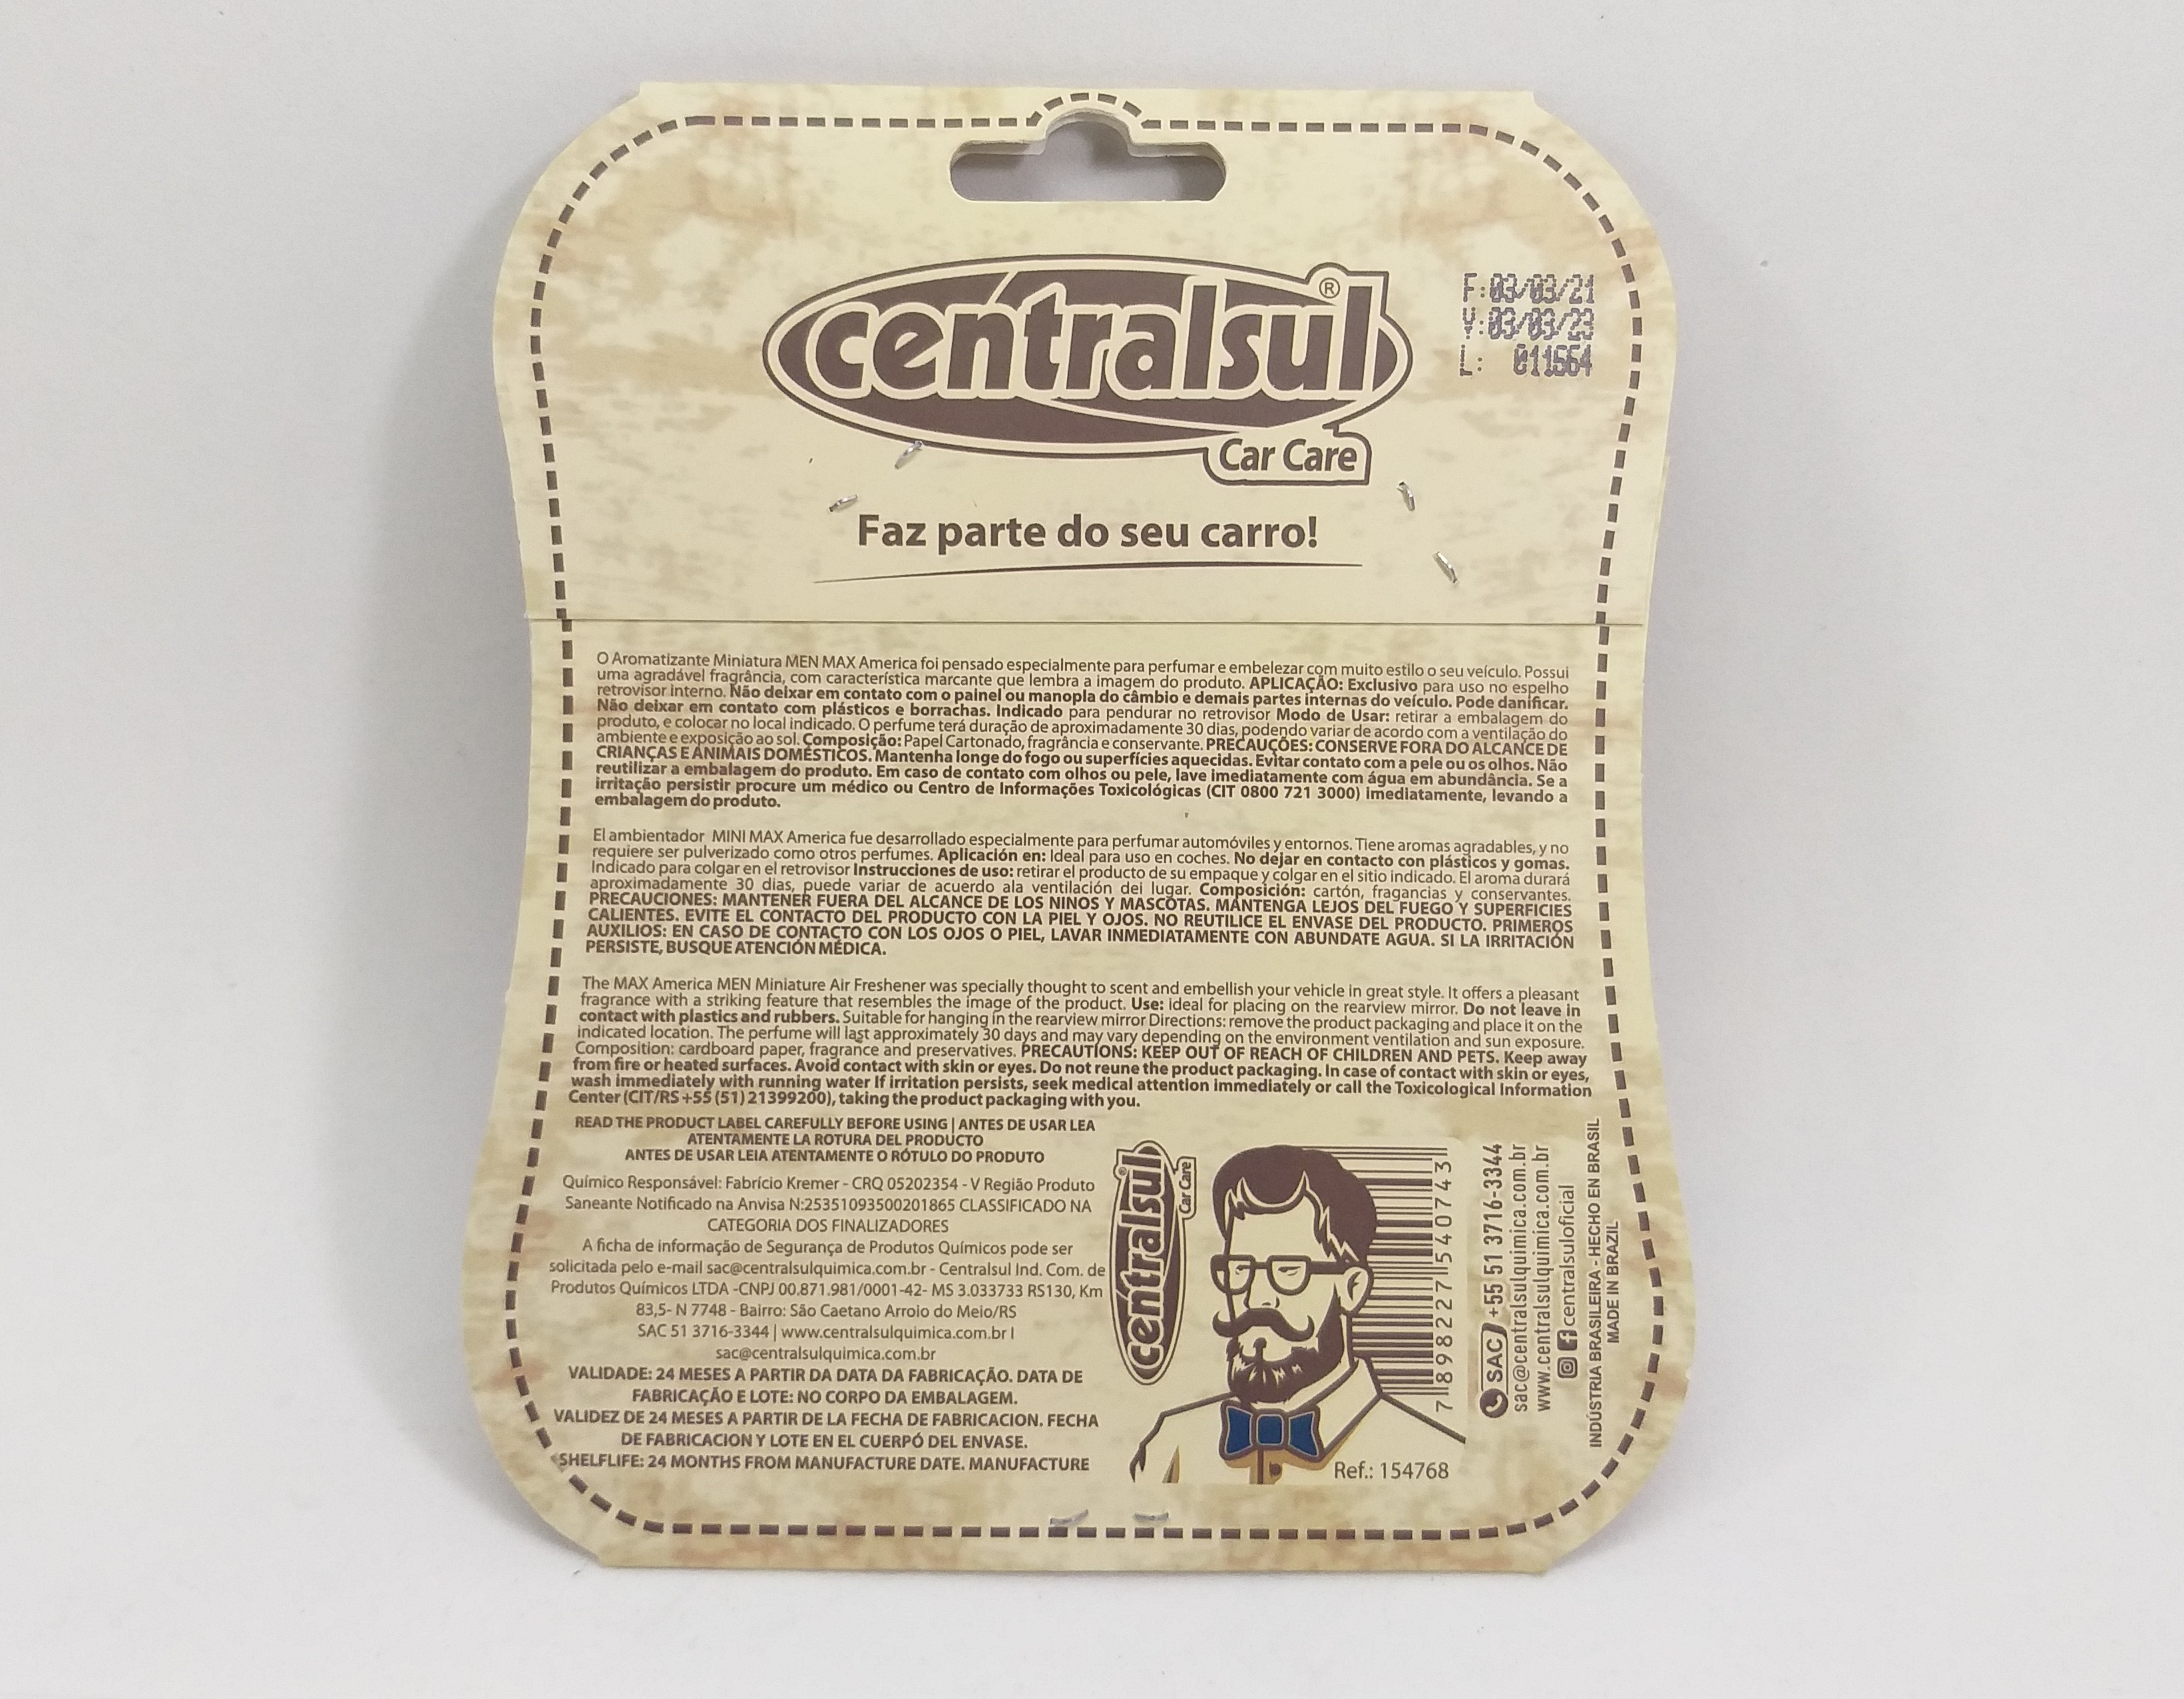 centralsul®
Car Care
F:03/03/21
V:03/03/23
L: 011564
Faz parte do seu carro!
O Aromatizante Miniatura MEN MAX America foi pensado especialmente para perfumar e embelezar com muito estilo o seu veículo. Possui
uma agradável fragrância, com característica marcante que lembra a imagem do produto. APLICAÇÃO: Exclusivo para uso no espelho
retrovisor interno. Não deixar em contato com o painel ou manopla do câmbio e demais partes internas do veículo. Pode danificar.
Não deixar em contato com plásticos e borrachas. Indicado para pendurar no retrovisor Modo de Usar: retirar a embalagem do
produto, e colocar no local indicado. O perfume terá duração de aproximadamente 30 dias, podendo variar de acordo com a ventilação do
ambiente e exposição ao sol. Composição: Papel Cartonado, fragrância e conservante. PRECAUÇÕES: CONSERVE FORA DO ALCANCE DE
CRIANÇAS E ANIMAIS DOMÉSTICOS. Mantenha longe do fogo ou superfícies aquecidas. Evitar contato com a pele ou os olhos. Não
reutilizar a embalagem do produto. Em caso de contato com olhos ou pele, lave imediatamente com água em abundância. Se a
irritação persistir procure um médico ou Centro de Informações Toxicológicas (CIT 0800 721 3000) imediatamente, levando a
embalagem do produto.
El ambientador MINI MAX America fue desarrollado especialmente para perfumar automóviles y entornos. Tiene aromas agradables, y no
requiere ser pulverizado como otros perfumes. Aplicación en: Ideal para uso en coches. No dejar en contacto con plásticos y gomas.
Indicado para colgar en el retrovisor Instrucciones de uso: retirar el producto de su empaque y colgar en el sitio indicado. El aroma durará
aproximadamente 30 dias, puede variar de acuerdo ala ventilación del lugar. Composición: cartón, fragancias y conservantes.
PRECAUCIONES: MANTENER FUERA DEL ALCANCE DE LOS NINOS Y MASCOTAS. MANTENGA LEJOS DEL FUEGO Y SUPERFICIES
CALIENTES. EVITE EL CONTACTO DEL PRODUCTO CON LA PIEL Y OJOS. NO REUTILICE EL ENVASE DEL PRODUCTO. PRIMEROS
AUXILIOS: EN CASO DE CONTACTO CON LOS OJOS O PIEL, LAVAR INMEDIATAMENTE CON ABUNDATE AGUA. SI LA IRRITACIÓN
PERSISTE, BUSQUE ATENCIÓN MÉDICA.
The MAX America MEN Miniature Air Freshener was specially thought to scent and embellish your vehicle in great style. It offers a pleasant
fragrance with a striking feature that resembles the image of the product. Use: Ideal for placing on the rearview mirror. Do not leave in
contact with plastics and rubbers. Suitable for hanging in the rearview mirror Directions: remove the product packaging and place it on the
indicated location. The perfume will last approximately 30 days and may vary depending on the environment ventilation and sun exposure.
Composition: cardboard paper, fragrance and preservatives. PRECAUTIONS: KEEP OUT OF REACH OF CHILDREN AND PETS. Keep away
from fire or heated surfaces. Avoid contact with skin or eyes. Do not reune the product packaging. In case of contact with skin or eyes,
wash immediately with running water If irritation persists, seek medical attention immediately or call the Toxicological Information
Center (CIT/RS +55 (51) 21399200), taking the product packaging with you.
READ THE PRODUCT LABEL CAREFULLY BEFORE USING | ANTES DE USAR LEA
ATENTAMENTE LA ROTURA DEL PRODUCTO
ANTES DE USAR LEIA ATENTAMENTE O RÓTULO DO PRODUTO
Químico Responsável: Fabrício Kremer - CRQ 05202354 - V Região Produto
Saneante Notificado na Anvisa N:25351093500201865 CLASSIFICADO NA
CATEGORIA DOS FINALIZADORES
A ficha de informação de Segurança de Produtos Químicos pode ser
solicitada pelo e-mail sac@centralsulquimica.com.br - Centralsul Ind. Com. de
Produtos Químicos LTDA -CNPJ 00.871.981/0001-42- MS 3.033733 RS130, Km
83,5- N 7748 - Bairro: São Caetano Arroio do Meio/RS
SAC 51 3716-3344 | www.centralsulquimica.com.br I
sac@centralsulquimica.com.br
VALIDADE: 24 MESES A PARTIR DA DATA DA FABRICAÇÃO. DATA DE
FABRICAÇÃO E LOTE: NO CORPO DA EMBALAGEM.
VALIDEZ DE 24 MESES A PARTIR DE LA FECHA DE FABRICACION. FECHA
DE FABRICACION Y LOTE EN EL CUERPÓ DEL ENVASE.
SHELFLIFE: 24 MONTHS FROM MANUFACTURE DATE. MANUFACTURE
centralsul®
Car Care
7 898227 540743
Ref.: 154768
SAC +55 51 3716-3344
sac@centralsulquimica.com.br
www.centralsulquimica.com.br
centralsuloficial
INDÚSTRIA BRASILEIRA - HECHO EN BRASIL
MADE IN BRAZIL